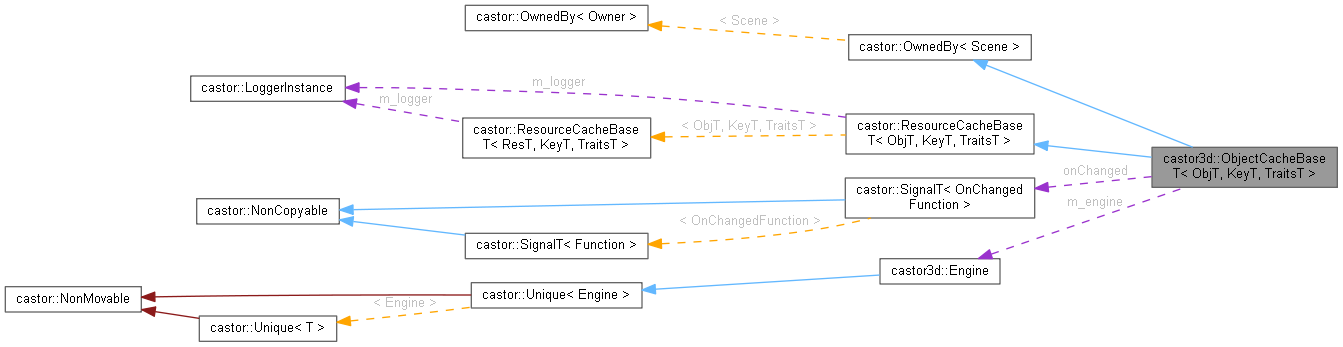 castor::OwnedBy< Owner >
< Scene >
castor::OwnedBy< Scene >
castor::LoggerInstance
m_logger
m_logger
castor::ResourceCacheBase
T< ResT, KeyT, TraitsT >
< ObjT, KeyT, TraitsT >
castor::ResourceCacheBase
T< ObjT, KeyT, TraitsT >
castor3d::ObjectCacheBase
T< ObjT, KeyT, TraitsT >
onChanged
m_engine
castor::SignalT< OnChanged
Function >
castor::NonCopyable
< OnChangedFunction >
castor::SignalT< Function >
castor3d::Engine
castor::NonMovable
castor::Unique< Engine >
< Engine >
castor::Unique< T >